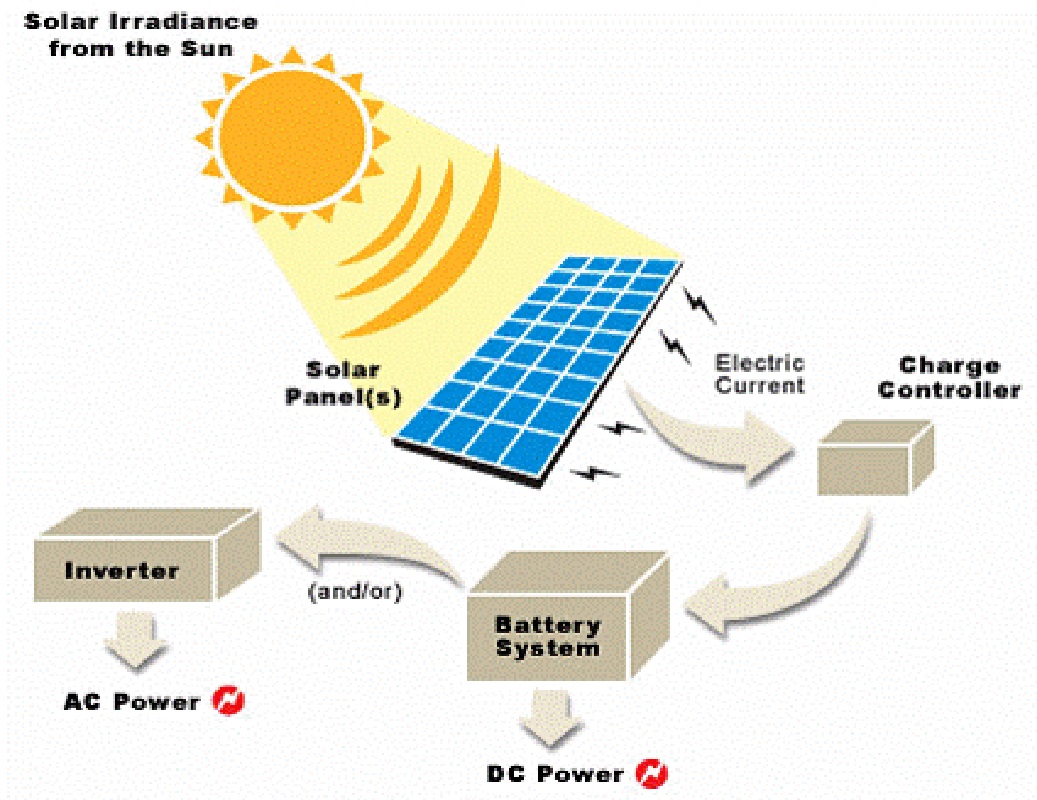 Solar Irradiance
from the Sun
Solar
Panel(s)
Electric
Current
Charge
Controller
Inverter
(and/or)
Battery
System
AC Power
DC Power